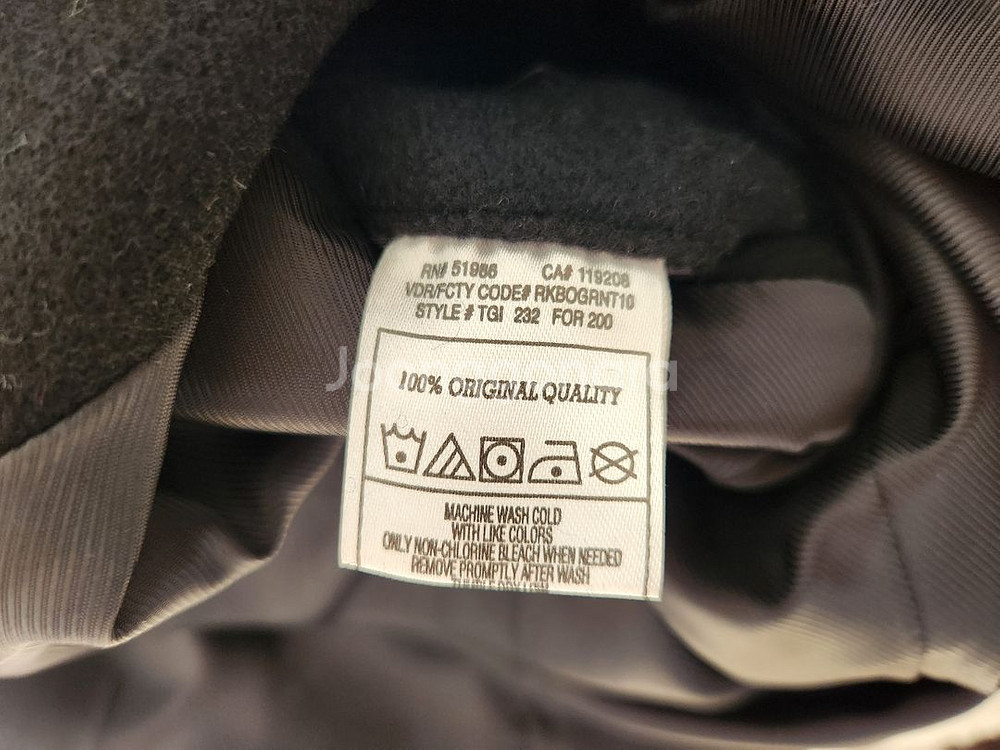 RN# 51986 CA# 119208
VDR/FCTY CODE# RKBOGRNT10
STYLE # TGI 232 FOR 200
100% ORIGINAL QUALITY
MACHINE WASH COLD
WITH LIKE COLORS
ONLY NON-CHLORINE BLEACH WHEN NEEDED
REMOVE PROMPTLY AFTER WASH